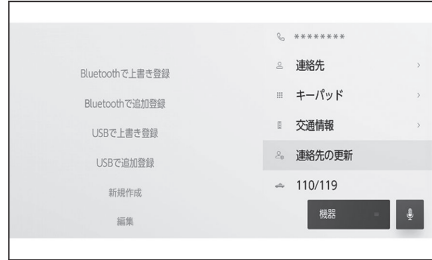 Bluetoothで上書き登録
Bluetoothで追加登録
USBで上書き登録
USBで追加登録
新規作成
編集
********
連絡先
キーパッド
交通情報
連絡先の更新
110/119
機器